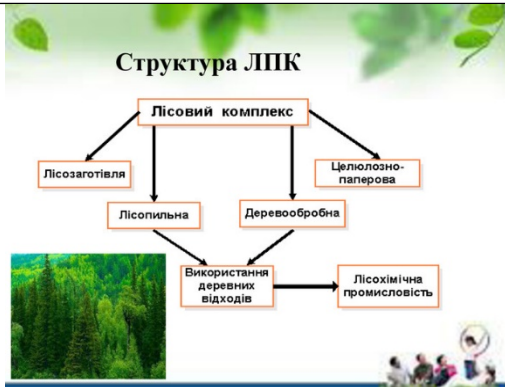 Структура ЛПК
Лісовий комплекс
Лісозаготівля
Целюлозно-
паперова
Лісопильна
Деревообробна
Використання
деревних
відходів
Лісохімічна
промисловість